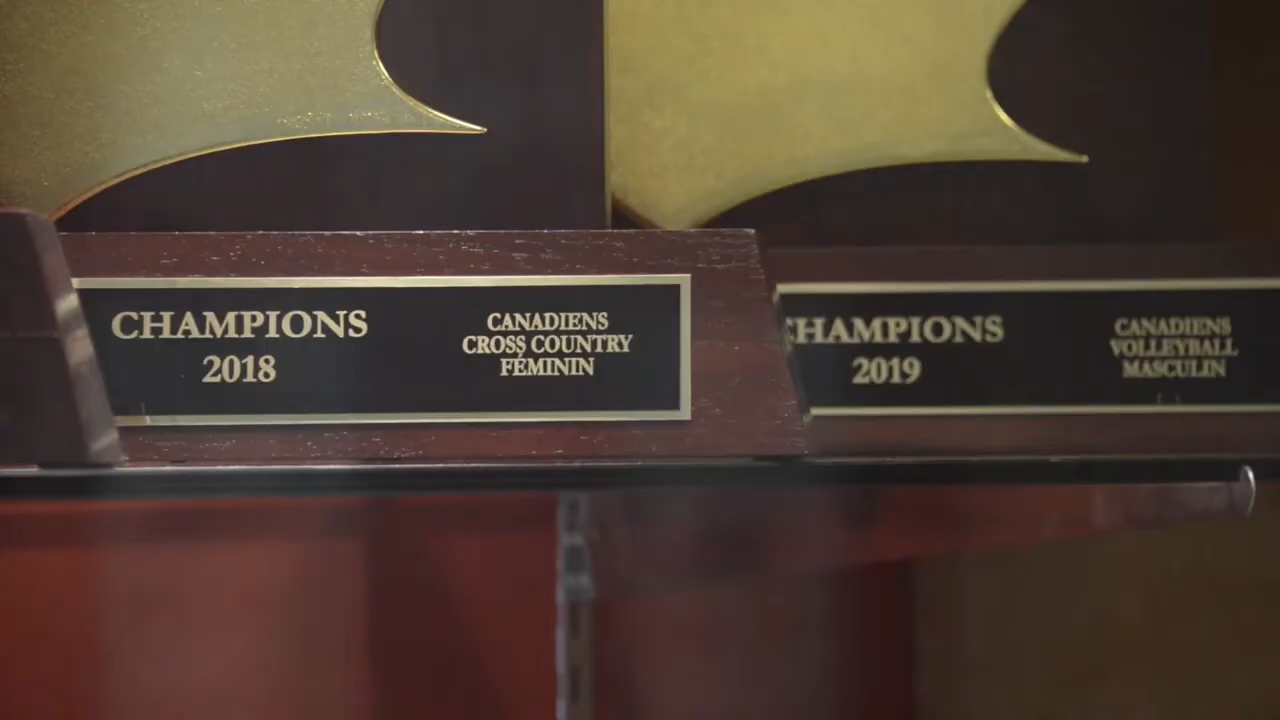 CHAMPIONS
2018
CANADIENS
CROSS COUNTRY
FÉMININ
CHAMPIONS
2019
CANADIENS
VOLLEYBALL
MASCULIN